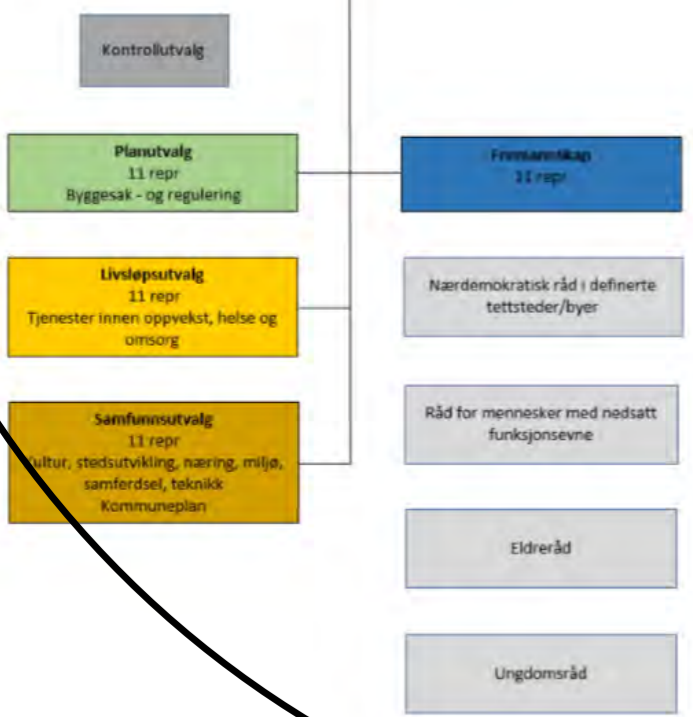 Kontrollutvalg
Planutvalg
11 repr
Byggesak - og regulering
Formannskap
11 repr
Livsløpsutvalg
11 repr
Tjenester innen oppvekst, helse og
omsorg
Nærdemokratisk råd i definerte
tettsteder/byer
Samfunnsutvalg
11 repr
Kultur, stedsutvikling, næring, miljø,
samferdsel, teknikk
Kommuneplan
Råd for mennesker med nedsatt
funksjonsevne
Eldreråd
Ungdomsråd